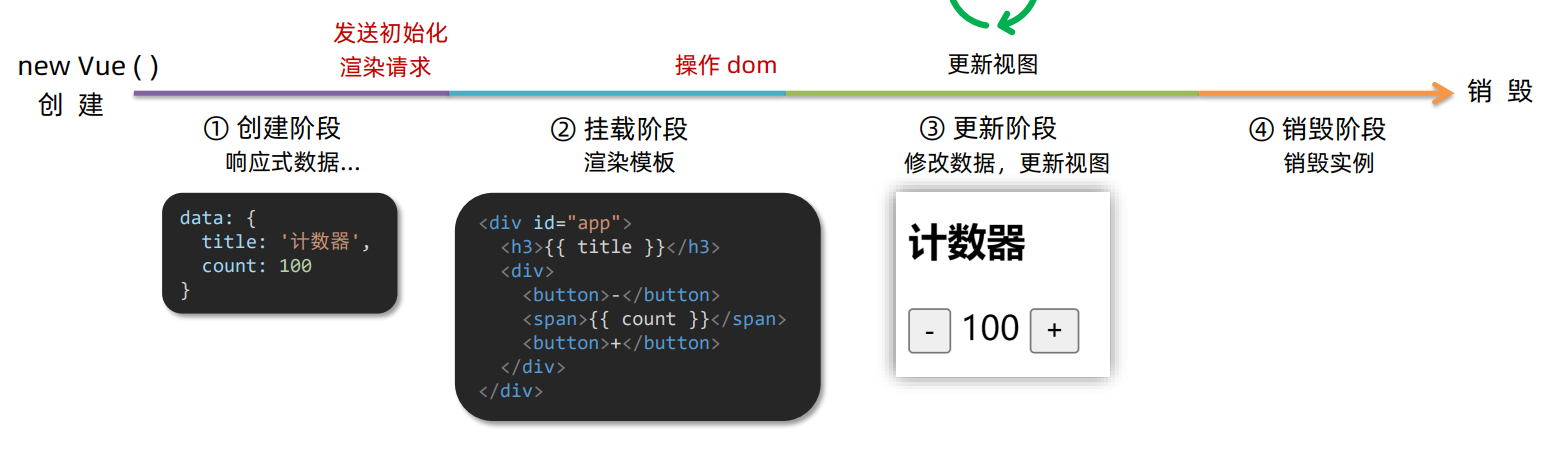 发送初始化
渲染请求
操作 dom
更新视图
new Vue ( )
创 建
销 毁
① 创建阶段
响应式数据...
② 挂载阶段
渲染模板
③ 更新阶段
修改数据，更新视图
④ 销毁阶段
销毁实例
data: {
  title: '计数器',
  count: 100
}
<div id="app">
  <h3>{{ title }}</h3>
  <div>
    <button>-</button>
    <span>{{ count }}</span>
    <button>+</button>
  </div>
</div>
计数器
- 100 +